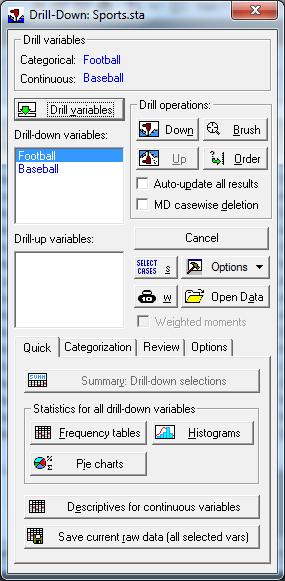 Drill-Down: Sports.sta
Drill variables
Categorical: Football
Continuous: Baseball
Drill variables
Drill operations:
Down
Brush
Up
Order
Auto-update all results
MD casewise deletion
Drill-down variables:
Football
Baseball
Drill-up variables:
Cancel
SELECT CASES S
Options
W
Open Data
Weighted moments
Quick Categorization Review Options
SUMM
Summary: Drill-down selections
Statistics for all drill-down variables
Frequency tables
Histograms
Pie charts
Descriptives for continuous variables
Save current raw data (all selected vars)